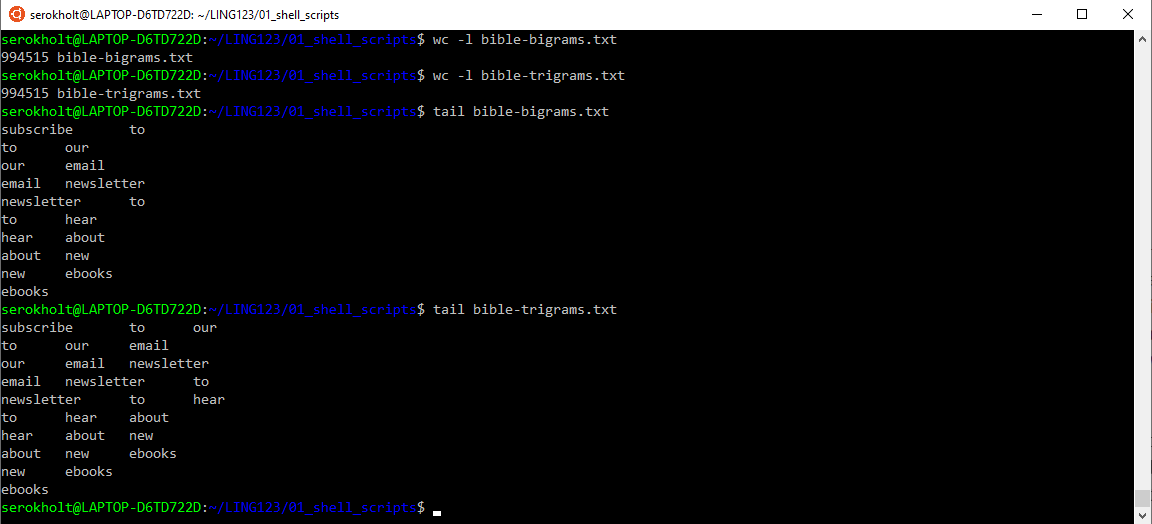 serokholt@LAPTOP-D6TD722D: ~/LING123/01_shell_scripts
serokholt@LAPTOP-D6TD722D:~/LING123/01_shell_scripts$ wc -l bible-bigrams.txt
994515 bible-bigrams.txt
serokholt@LAPTOP-D6TD722D:~/LING123/01_shell_scripts$ wc -l bible-trigrams.txt
994515 bible-trigrams.txt
serokholt@LAPTOP-D6TD722D:~/LING123/01_shell_scripts$ tail bible-bigrams.txt
subscribe       to
to      our
our     email
email   newsletter
newsletter      to
to      hear
hear    about
about   new
new     ebooks
ebooks
serokholt@LAPTOP-D6TD722D:~/LING123/01_shell_scripts$ tail bible-trigrams.txt
subscribe       to      our
to      our     email
our     email   newsletter
email   newsletter      to
newsletter      to      hear
to      hear    about
hear    about   new
about   new     ebooks
new     ebooks
ebooks
serokholt@LAPTOP-D6TD722D:~/LING123/01_shell_scripts$